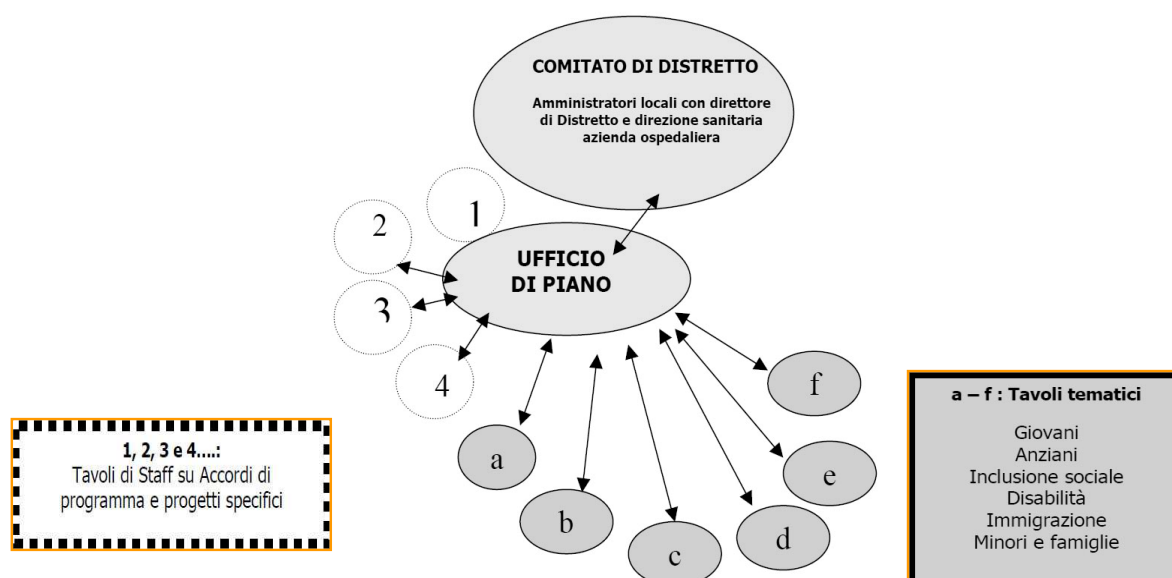 COMITATO DI DISTRETTO
Amministratori locali con direttore
di Distretto e direzione sanitaria
azienda ospedaliera
1
2
UFFICIO
DI PIANO
3
4
f
a
e
b
d
c
1, 2, 3 e 4....:
Tavoli di Staff su Accordi di
programma e progetti specifici
a – f : Tavoli tematici
Giovani
Anziani
Inclusione sociale
Disabilità
Immigrazione
Minori e famiglie